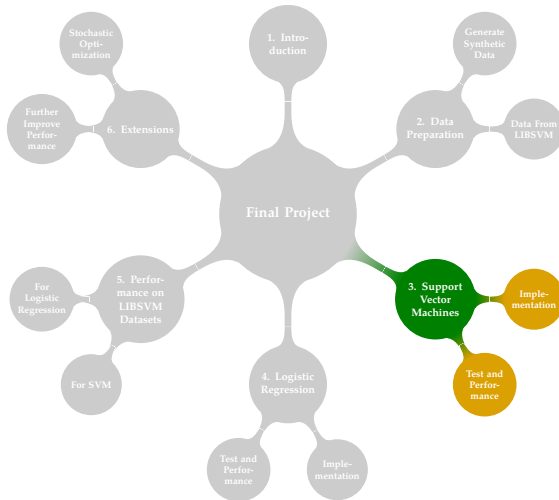 Stochastic
Opti-
mization
1. Intro-
duction
Generate
Synthetic
Data
Further
Improve
Perfor-
mance
6. Extensions
2. Data
Preparation
Data From
LIBSVM
Final Project
For
Logistic
Regression
5. Perfor-
mance on
LIBSVM
Datasets
3. Support
Vector
Machines
Imple-
mentation
For SVM
4. Logistic
Regression
Test and
Perfor-
mance
Test and
Perfor-
mance
Imple-
mentation